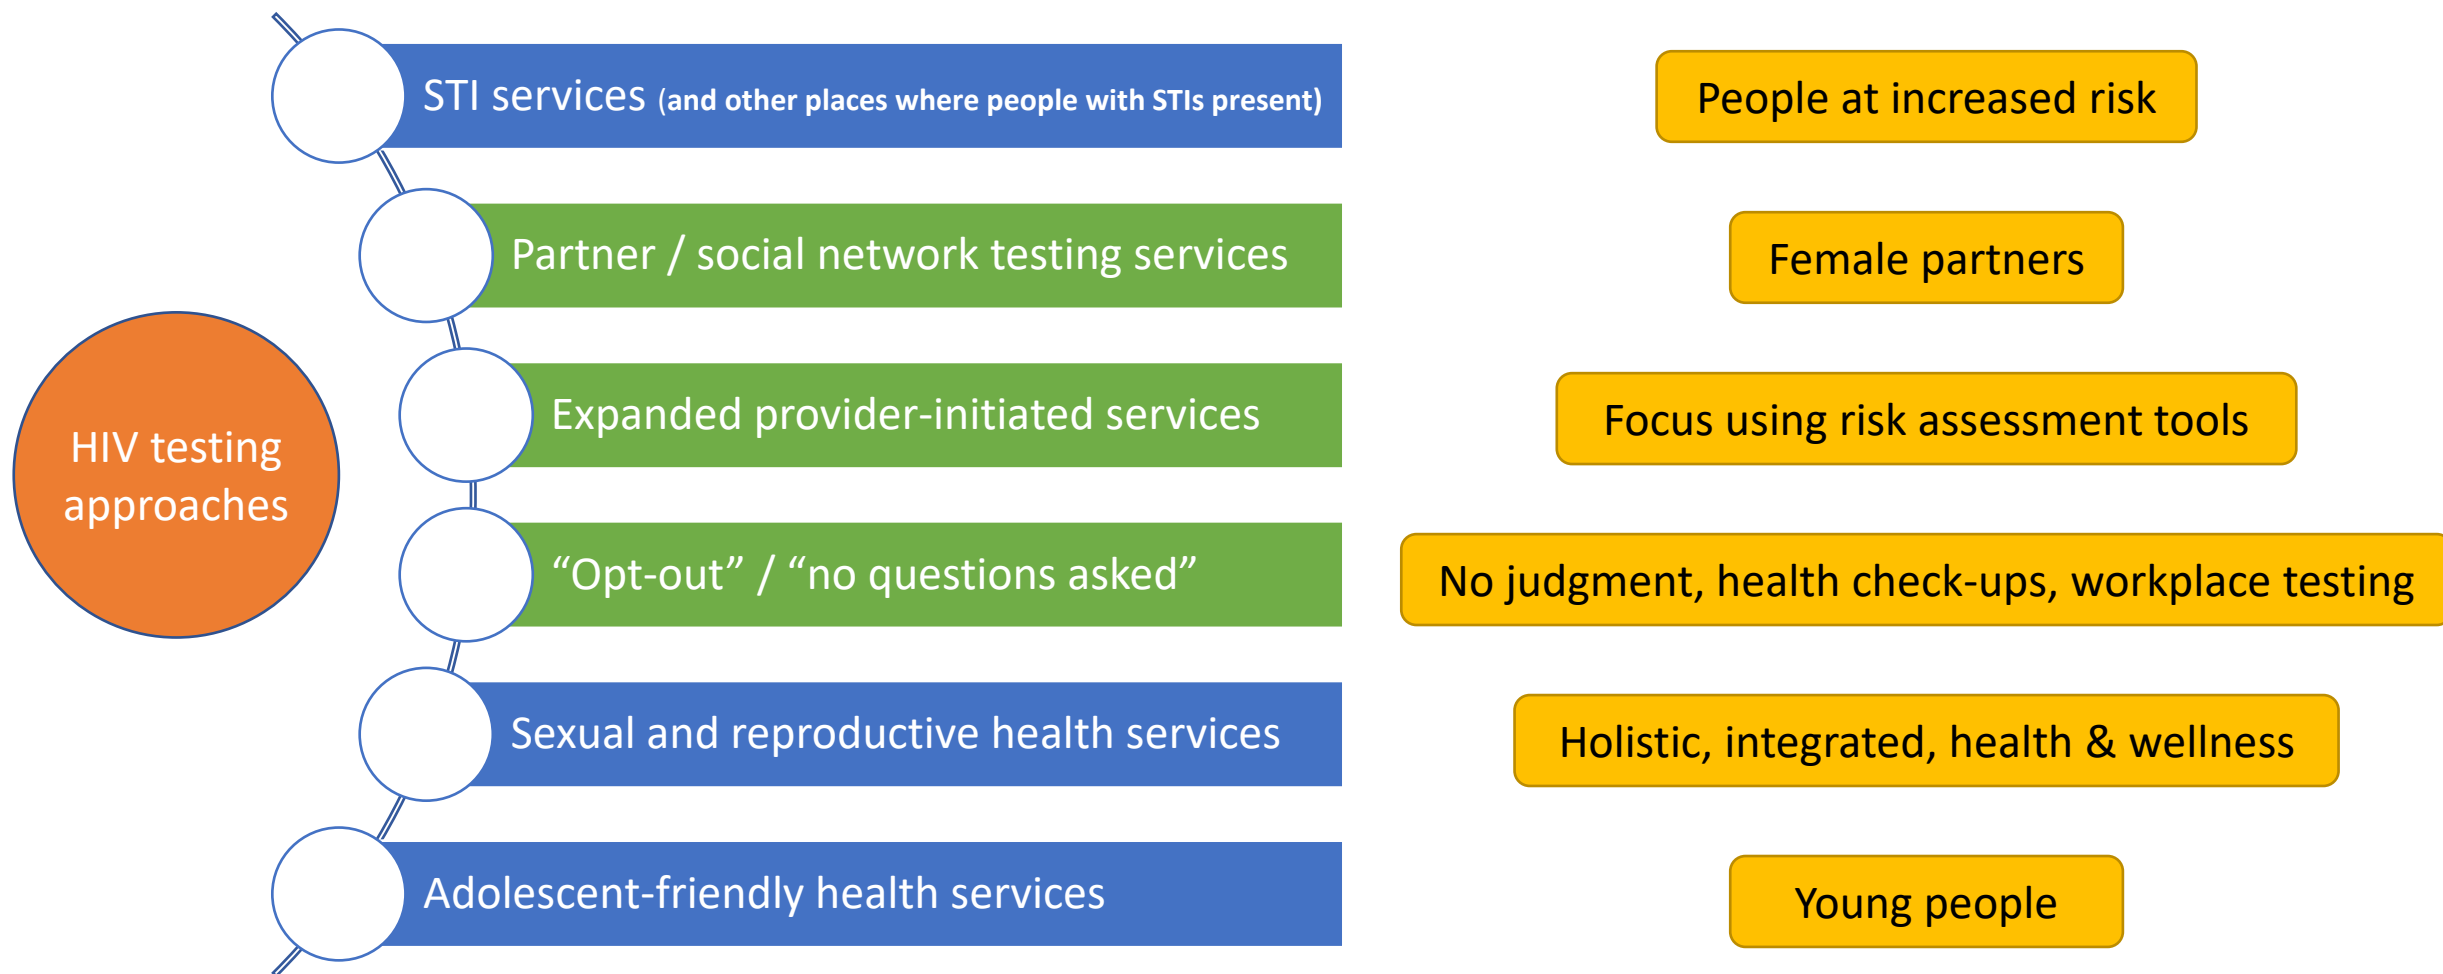 STI services (and other places where people with STIs present)
People at increased risk
Partner / social network testing services
Female partners
Expanded provider-initiated services
Focus using risk assessment tools
HIV testing
approaches
“Opt-out” / “no questions asked”
No judgment, health check-ups, workplace testing
Sexual and reproductive health services
Holistic, integrated, health & wellness
Adolescent-friendly health services
Young people